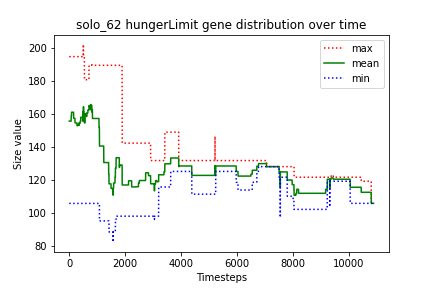 solo_62 hungerLimit gene distribution over time
max
mean
min
Size value
200
180
160
140
120
100
80
0
2000
4000
6000
8000
10000
Timesteps